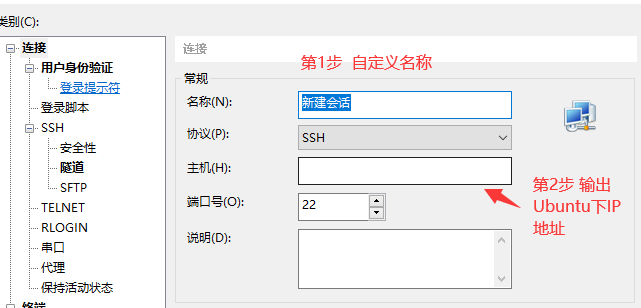 类别(C):
连接
用户身份验证
登录提示符
登录脚本
SSH
安全性
隧道
SFTP
TELNET
RLOGIN
串口
代理
保持活动状态
终端
连接
第1步 自定义名称
常规
名称(N):
新建会话
协议(P):
SSH
主机(H):
端口号(O):
22
说明(D):
第2步 输出
Ubuntu下IP
地址